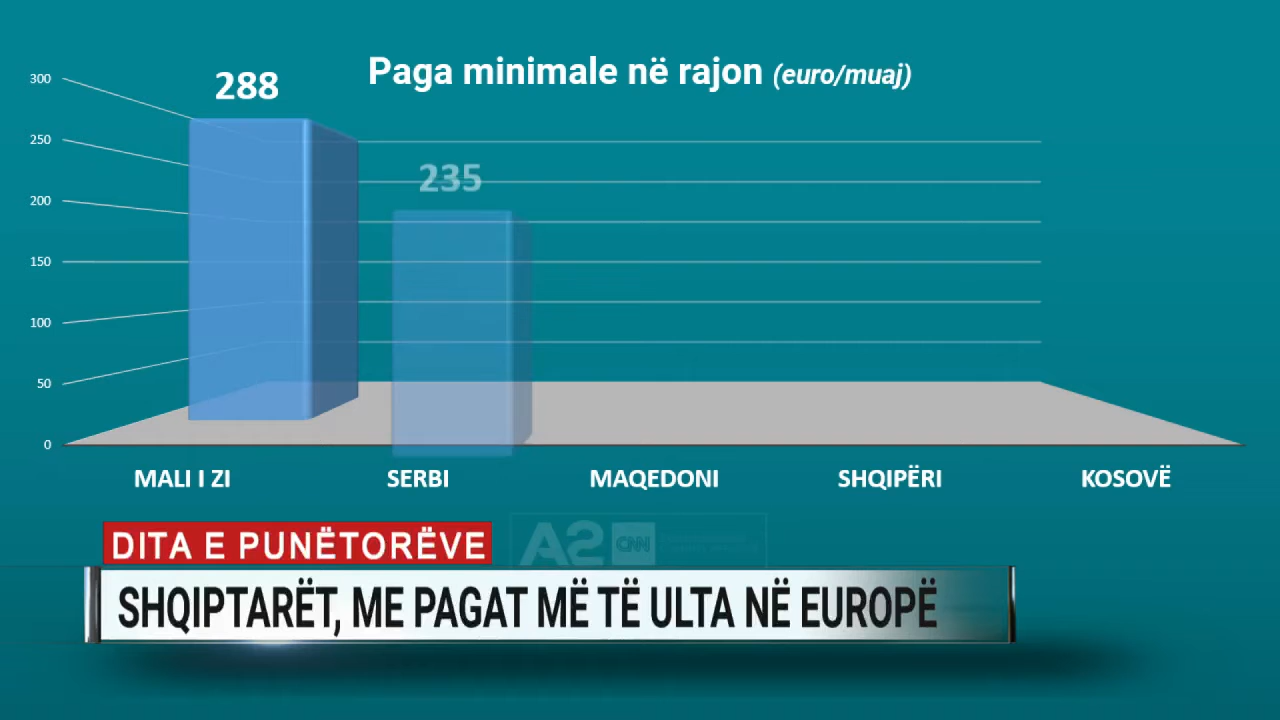 Paga minimale në rajon (euro/muaj)
300
250
200
150
100
50
0
288
235
MALI I ZI
SERBI
MAQEDONI
SHQIPËRI
KOSOVË
DITA E PUNËTORËVE
A2 CNN
SHQIPTARËT, ME PAGAT MË TË ULTA NË EUROPË